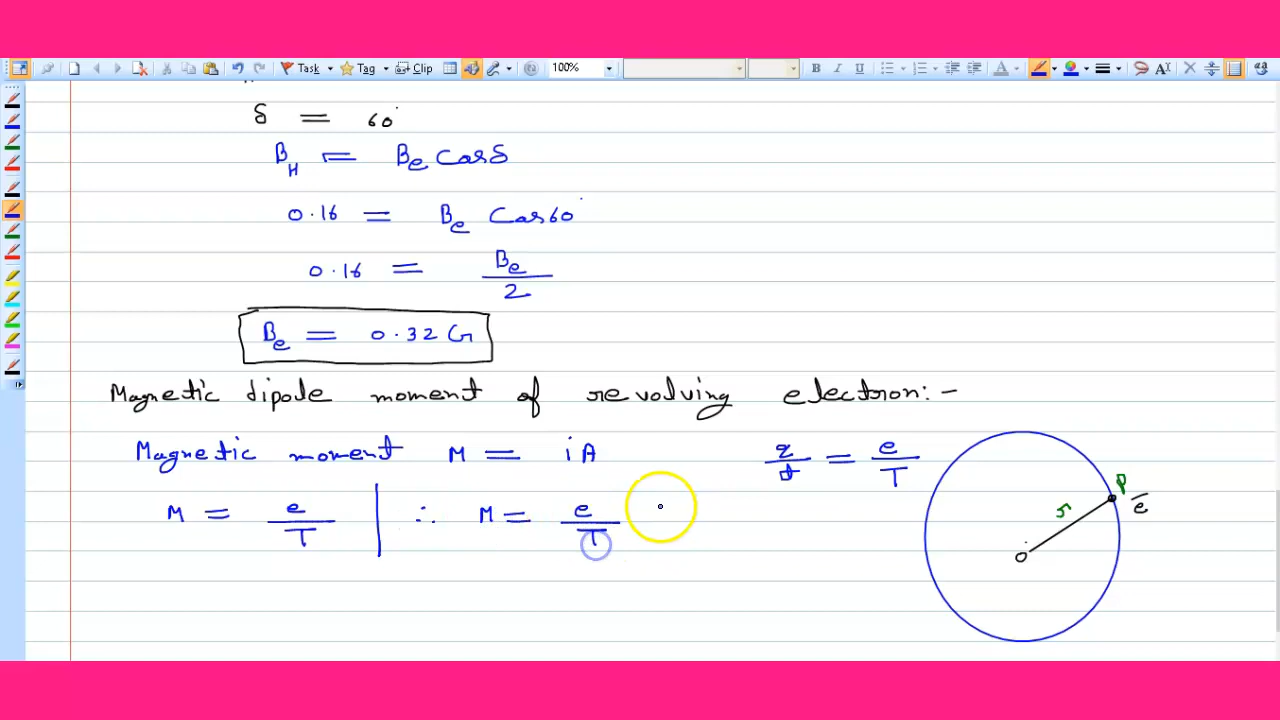 Task Tag Clip 100% B I U A
δ = 60°
B_H = B_e Cos δ
0.16 = B_e Cos 60°
0.16 = B_e / 2
B_e = 0.32 G
Magnetic dipole moment of revolving electron:-
Magnetic moment M = iA q/t = e/T
M = e/T | ∴ M = e/T
P
r
e̅
O